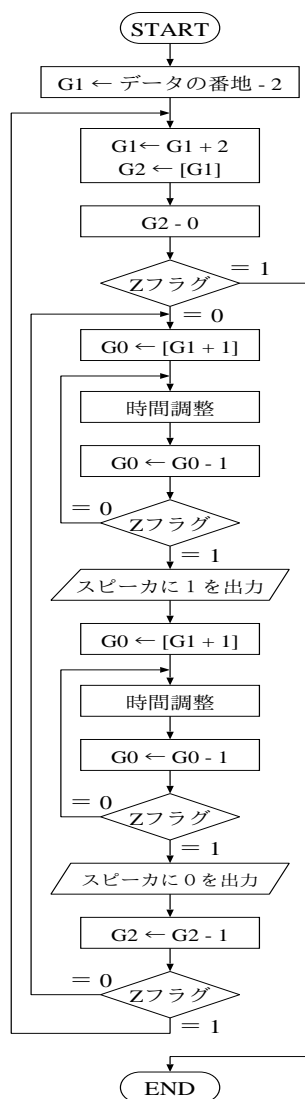 START
G1 ← データの番地 - 2
G1← G1 + 2
G2 ← [G1]
G2 - 0
Zフラグ
= 1
= 0
G0 ← [G1 + 1]
時間調整
G0 ← G0 - 1
= 0
Zフラグ
= 1
スピーカに 1 を出力
G0 ← [G1 + 1]
時間調整
G0 ← G0 - 1
= 0
Zフラグ
= 1
スピーカに 0 を出力
G2 ← G2 - 1
= 0
Zフラグ
= 1
END